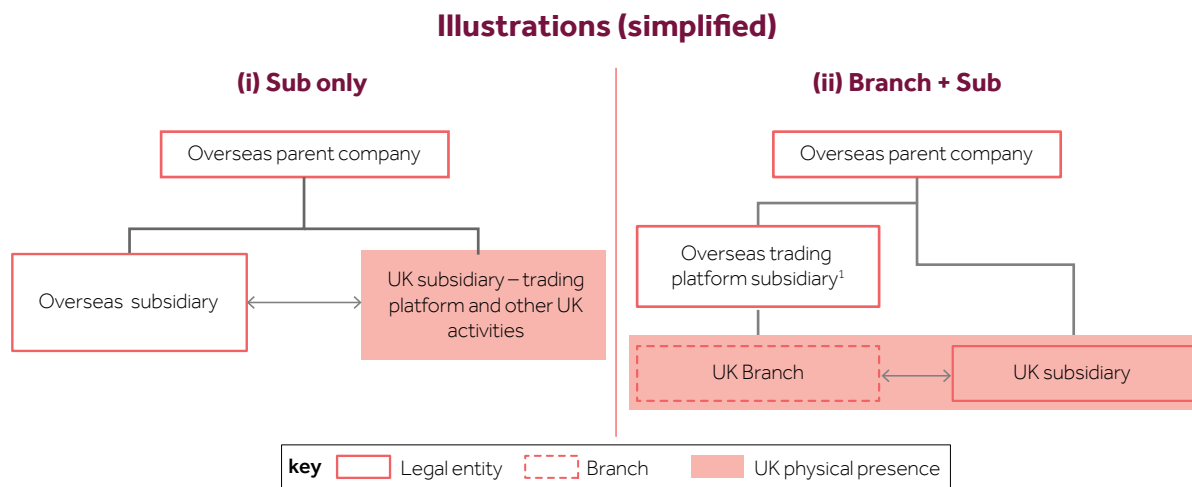 Illustrations (simplified)
(i) Sub only
Overseas parent company
Overseas subsidiary
UK subsidiary – trading
platform and other UK
activities
(ii) Branch + Sub
Overseas parent company
Overseas trading
platform subsidiary¹
UK Branch
UK subsidiary
key
Legal entity
Branch
UK physical presence